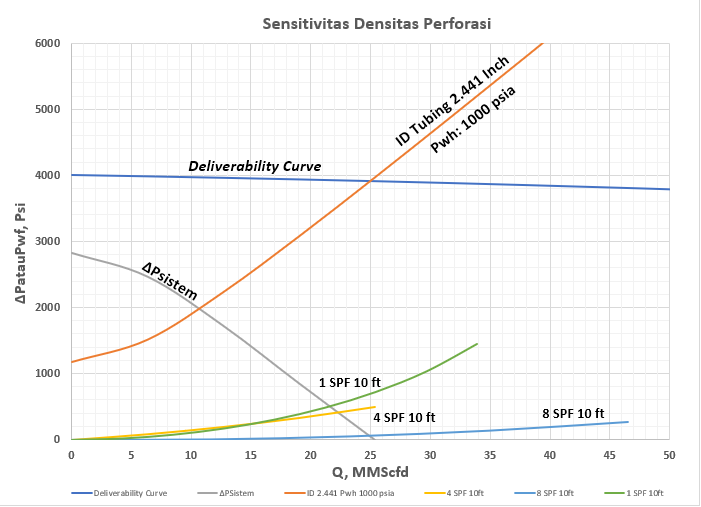 Sensitivitas Densitas Perforasi
6000
5000
4000
3000
2000
1000
0
ΔPatauPwf, Psi
ID Tubing 2.441 Inch
Pwh: 1000 psia
Deliverability Curve
ΔPsistem
1 SPF 10 ft
4 SPF 10 ft
8 SPF 10 ft
0 5 10 15 20 25 30 35 40 45 50
Q, MMScfd
Deliverability Curve ΔPSistem ID 2.441 Pwh 1000 psia 4 SPF 10ft 8 SPF 10ft 1 SPF 10ft